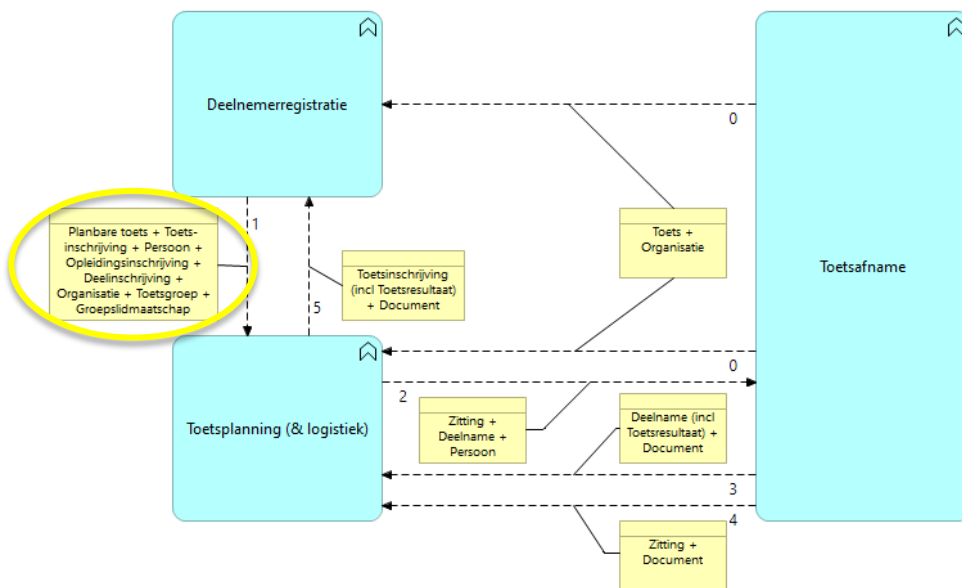 Deelnemerregistratie
0
1
Planbare toets + Toets-
inschrijving + Persoon +
Opleidingsinschrijving +
Deelinschrijving +
Organisatie + Toetsgroep +
Groepslidmaatschap
Toets +
Organisatie
Toetsafname
Toetsinschrijving
(incl Toetsresultaat)
+ Document
5
0
2
Toetsplanning (& logistiek)
Zitting +
Deelname +
Persoon
Deelname (incl
Toetsresultaat) +
Document
3
4
Zitting +
Document